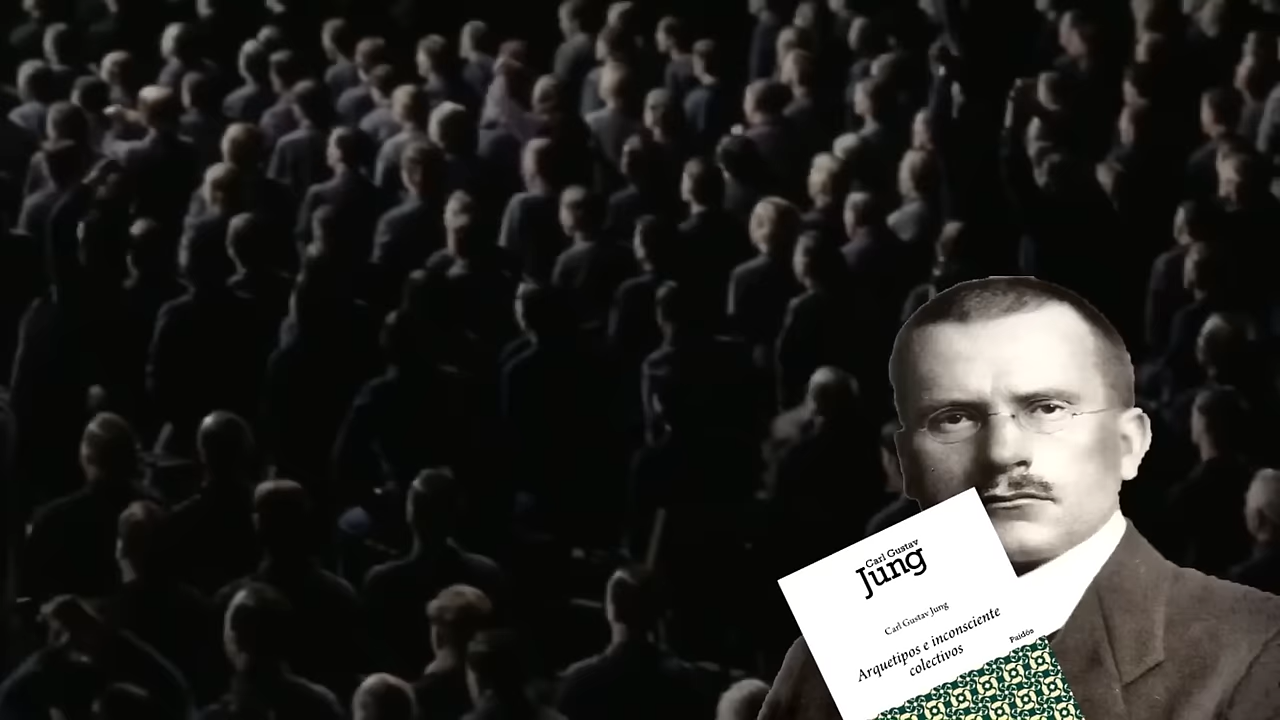 Carl Gustav
Jung
Carl Gustav Jung
Arquetipos e inconsciente
colectivos
Paidós